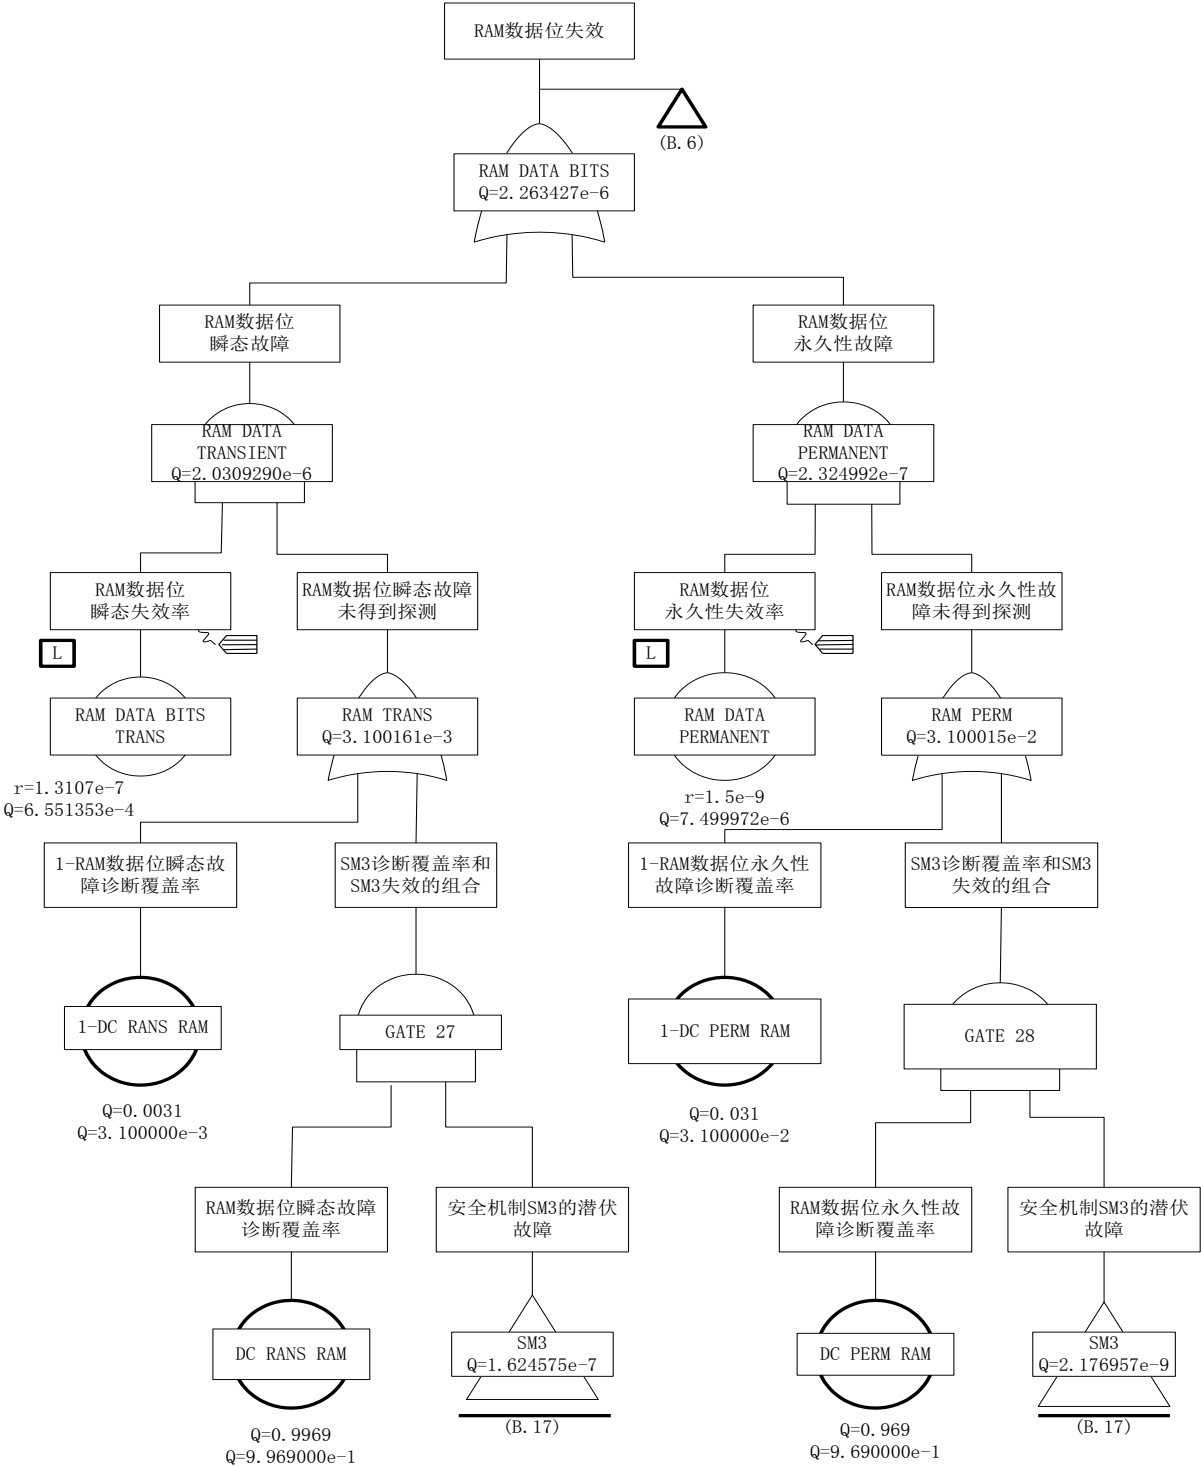 RAM数据位失效
(B.6)
RAM DATA BITS
Q=2.263427e-6
RAM数据位
瞬态故障
RAM数据位
永久性故障
RAM DATA
TRANSIENT
Q=2.0309290e-6
RAM DATA
PERMANENT
Q=2.324992e-7
RAM数据位
瞬态失效率
RAM数据位瞬态故障
未得到探测
RAM数据位
永久性失效率
RAM数据位永久性故
障未得到探测
L
L
RAM DATA BITS
TRANS
RAM TRANS
Q=3.100161e-3
RAM DATA
PERMANENT
RAM PERM
Q=3.100015e-2
r=1.3107e-7
Q=6.551353e-4
r=1.5e-9
Q=7.499972e-6
1-RAM数据位瞬态故
障诊断覆盖率
SM3诊断覆盖率和
SM3失效的组合
1-RAM数据位永久性
故障诊断覆盖率
SM3诊断覆盖率和SM3
失效的组合
1-DC RANS RAM
GATE 27
1-DC PERM RAM
GATE 28
Q=0.0031
Q=3.100000e-3
Q=0.031
Q=3.100000e-2
RAM数据位瞬态故障
诊断覆盖率
安全机制SM3的潜伏
故障
RAM数据位永久性故
障诊断覆盖率
安全机制SM3的潜伏
故障
DC RANS RAM
SM3
Q=1.624575e-7
DC PERM RAM
SM3
Q=2.176957e-9
(B.17)
(B.17)
Q=0.9969
Q=9.969000e-1
Q=0.969
Q=9.690000e-1